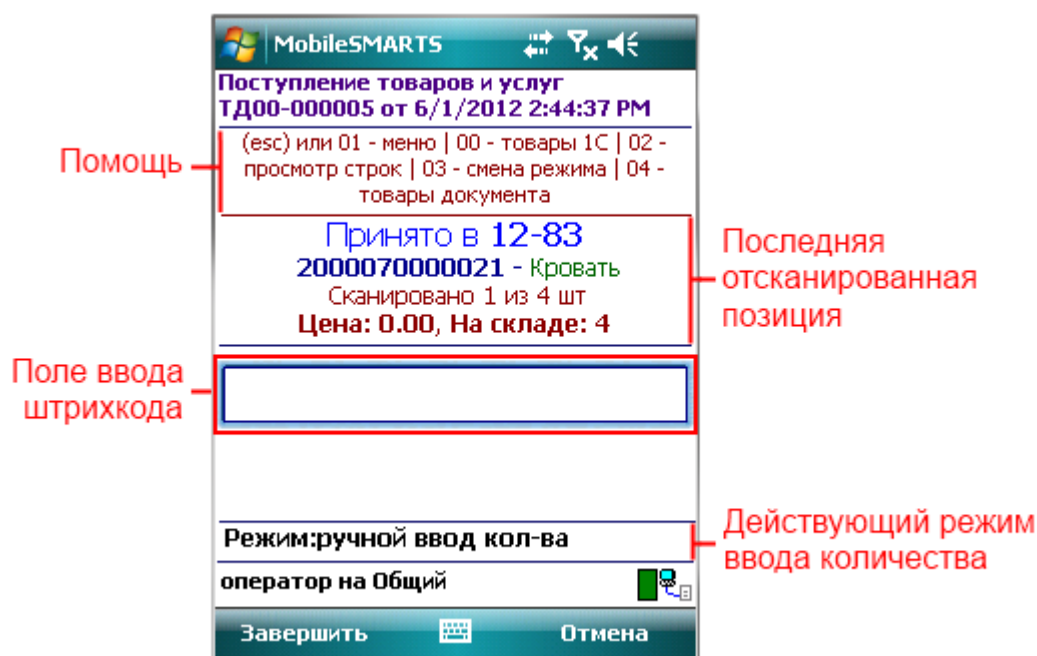 MobileSMARTS
Поступление товаров и услуг
ТД00-000005 от 6/1/2012 2:44:37 PM
Помощь
(esc) или 01 - меню | 00 - товары 1С | 02 -
просмотр строк | 03 - смена режима | 04 -
товары документа
Принято в 12-83
2000070000021 - Кровать
Сканировано 1 из 4 шт
Цена: 0.00, На складе: 4
Последняя
отсканированная
позиция
Поле ввода
штрихкода
Режим:ручной ввод кол-ва
Действующий режим
ввода количества
оператор на Общий
Завершить
Отмена